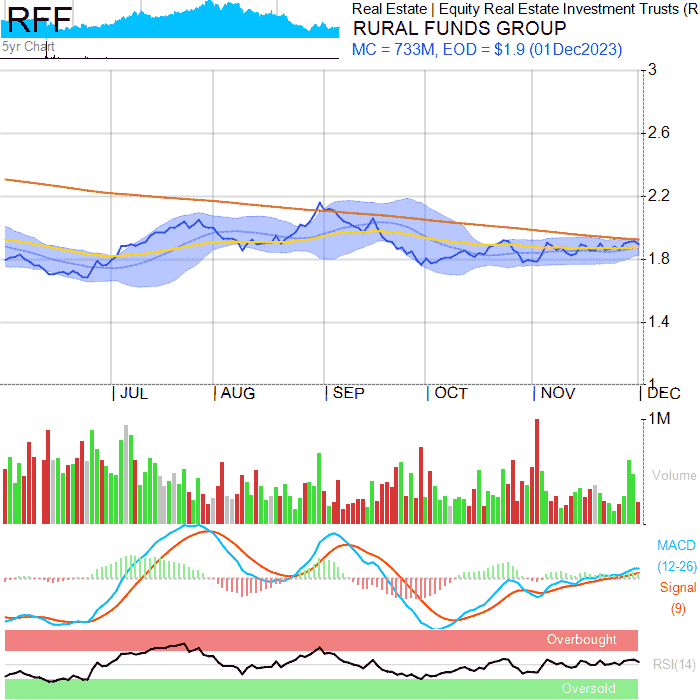 RFF
5yr Chart
Real Estate | Equity Real Estate Investment Trusts (R
RURAL FUNDS GROUP
MC = 733M, EOD = $1.9 (01Dec2023)
3
2.6
2.2
1.8
1.4
1
JUL
AUG
SEP
OCT
NOV
DEC
1M
Volume
MACD
(12-26)
Signal
(9)
Overbought
RSI(14)
Oversold